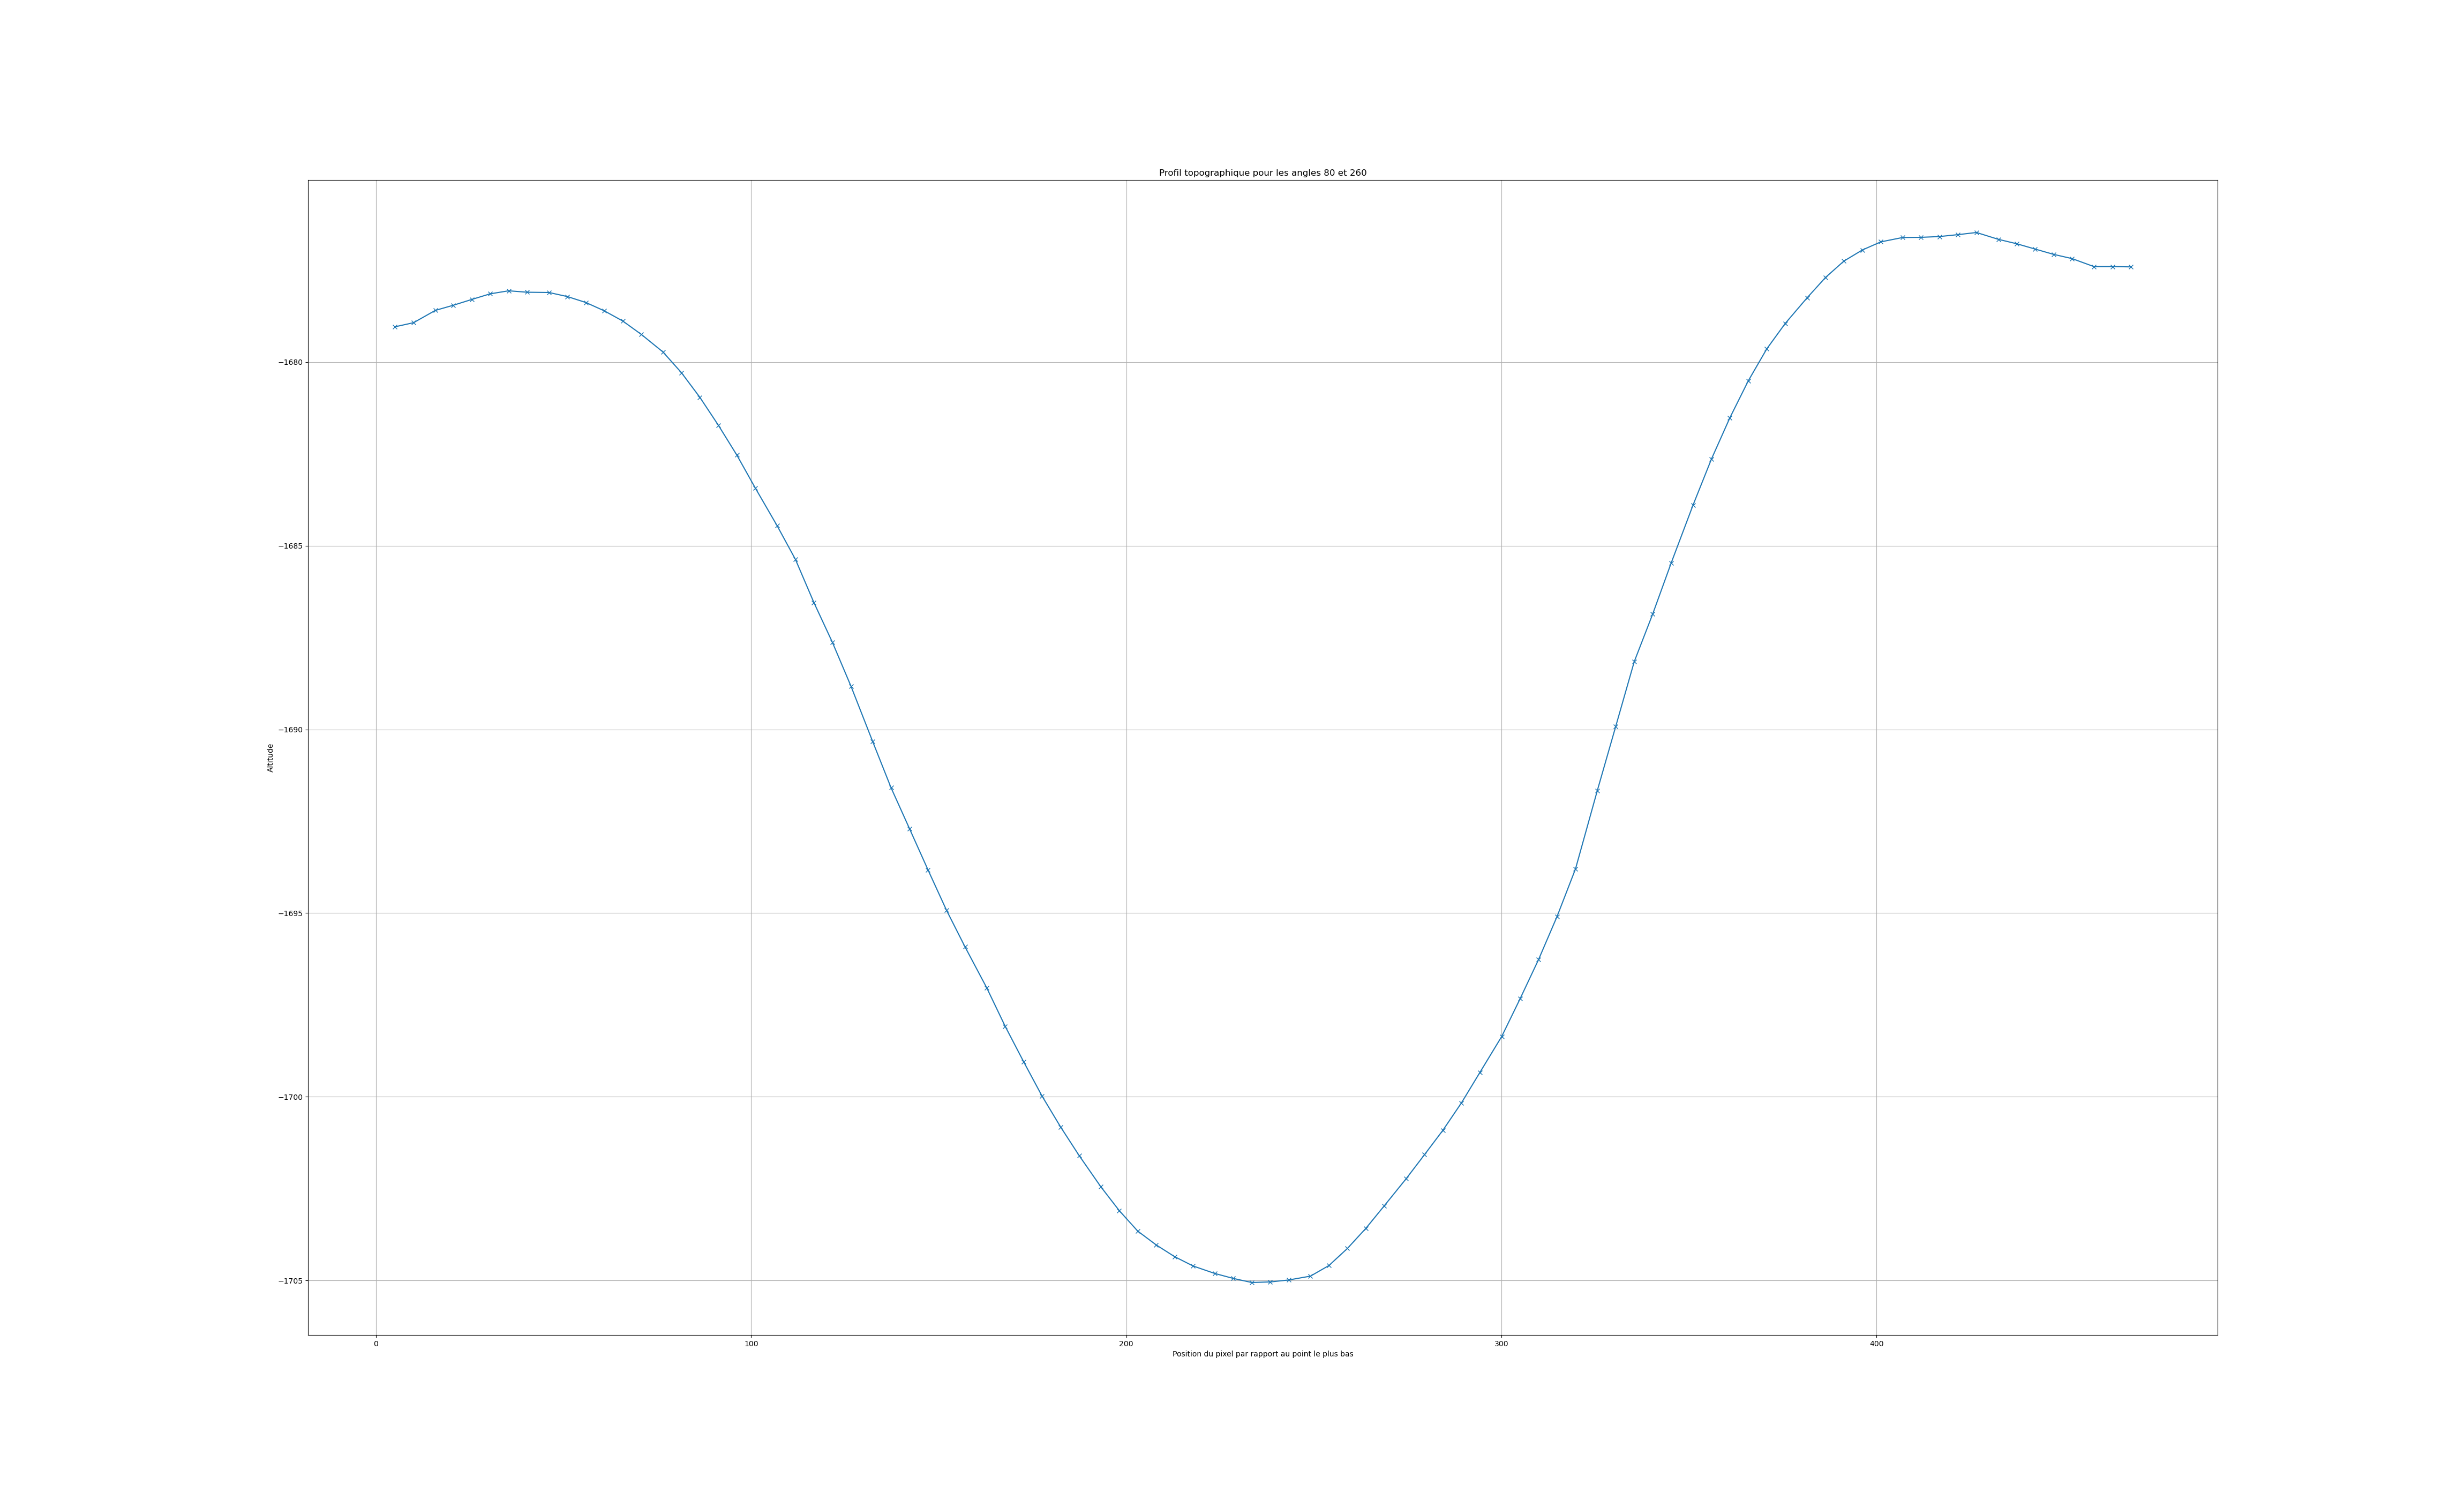 Profil topographique pour les angles 80 et 260
Altitude
−1680
−1685
−1690
−1695
−1700
−1705
0 100 200 300 400
Position du pixel par rapport au point le plus bas